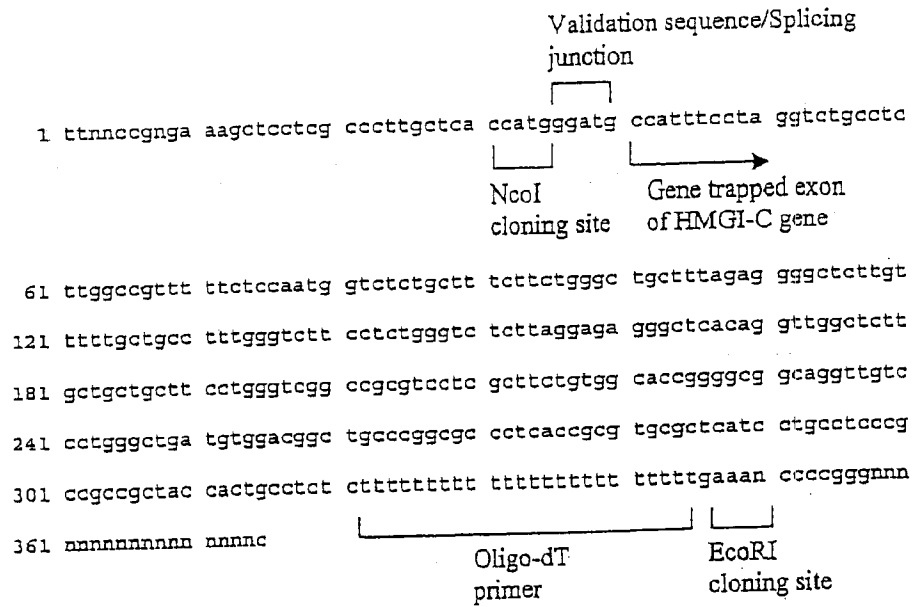 Validation sequence/Splicing
junction
1 ttnnccgnga aagctcctcg cccttgctca ccatgggatg ccatttccta ggtctgcctc
NcoI
cloning site
Gene trapped exon
of HMGI-C gene
61 ttggccgttt ttctccaatg gtctctgctt tcttctgggc tgctttagag gggctcttgt
121 ttttgctgcc tttgggtctt cctctgggtc tcttaggaga gggctcacag gttggctctt
181 gctgctgctt cctgggtcgg ccgcgtcctc gcttctgtgg caccggggcg gcaggttgtc
241 cctgggctga tgtggacggc tgcccggcgc cctcaccgcg tgcgctcatc ctgcctcccg
301 ccgccgctac cactgcctct cttttttttt tttttttttt tttttgaaan ccccgggnnn
361 nnnnnnnnnn nnnnc
Oligo-dT
primer
EcoRI
cloning site